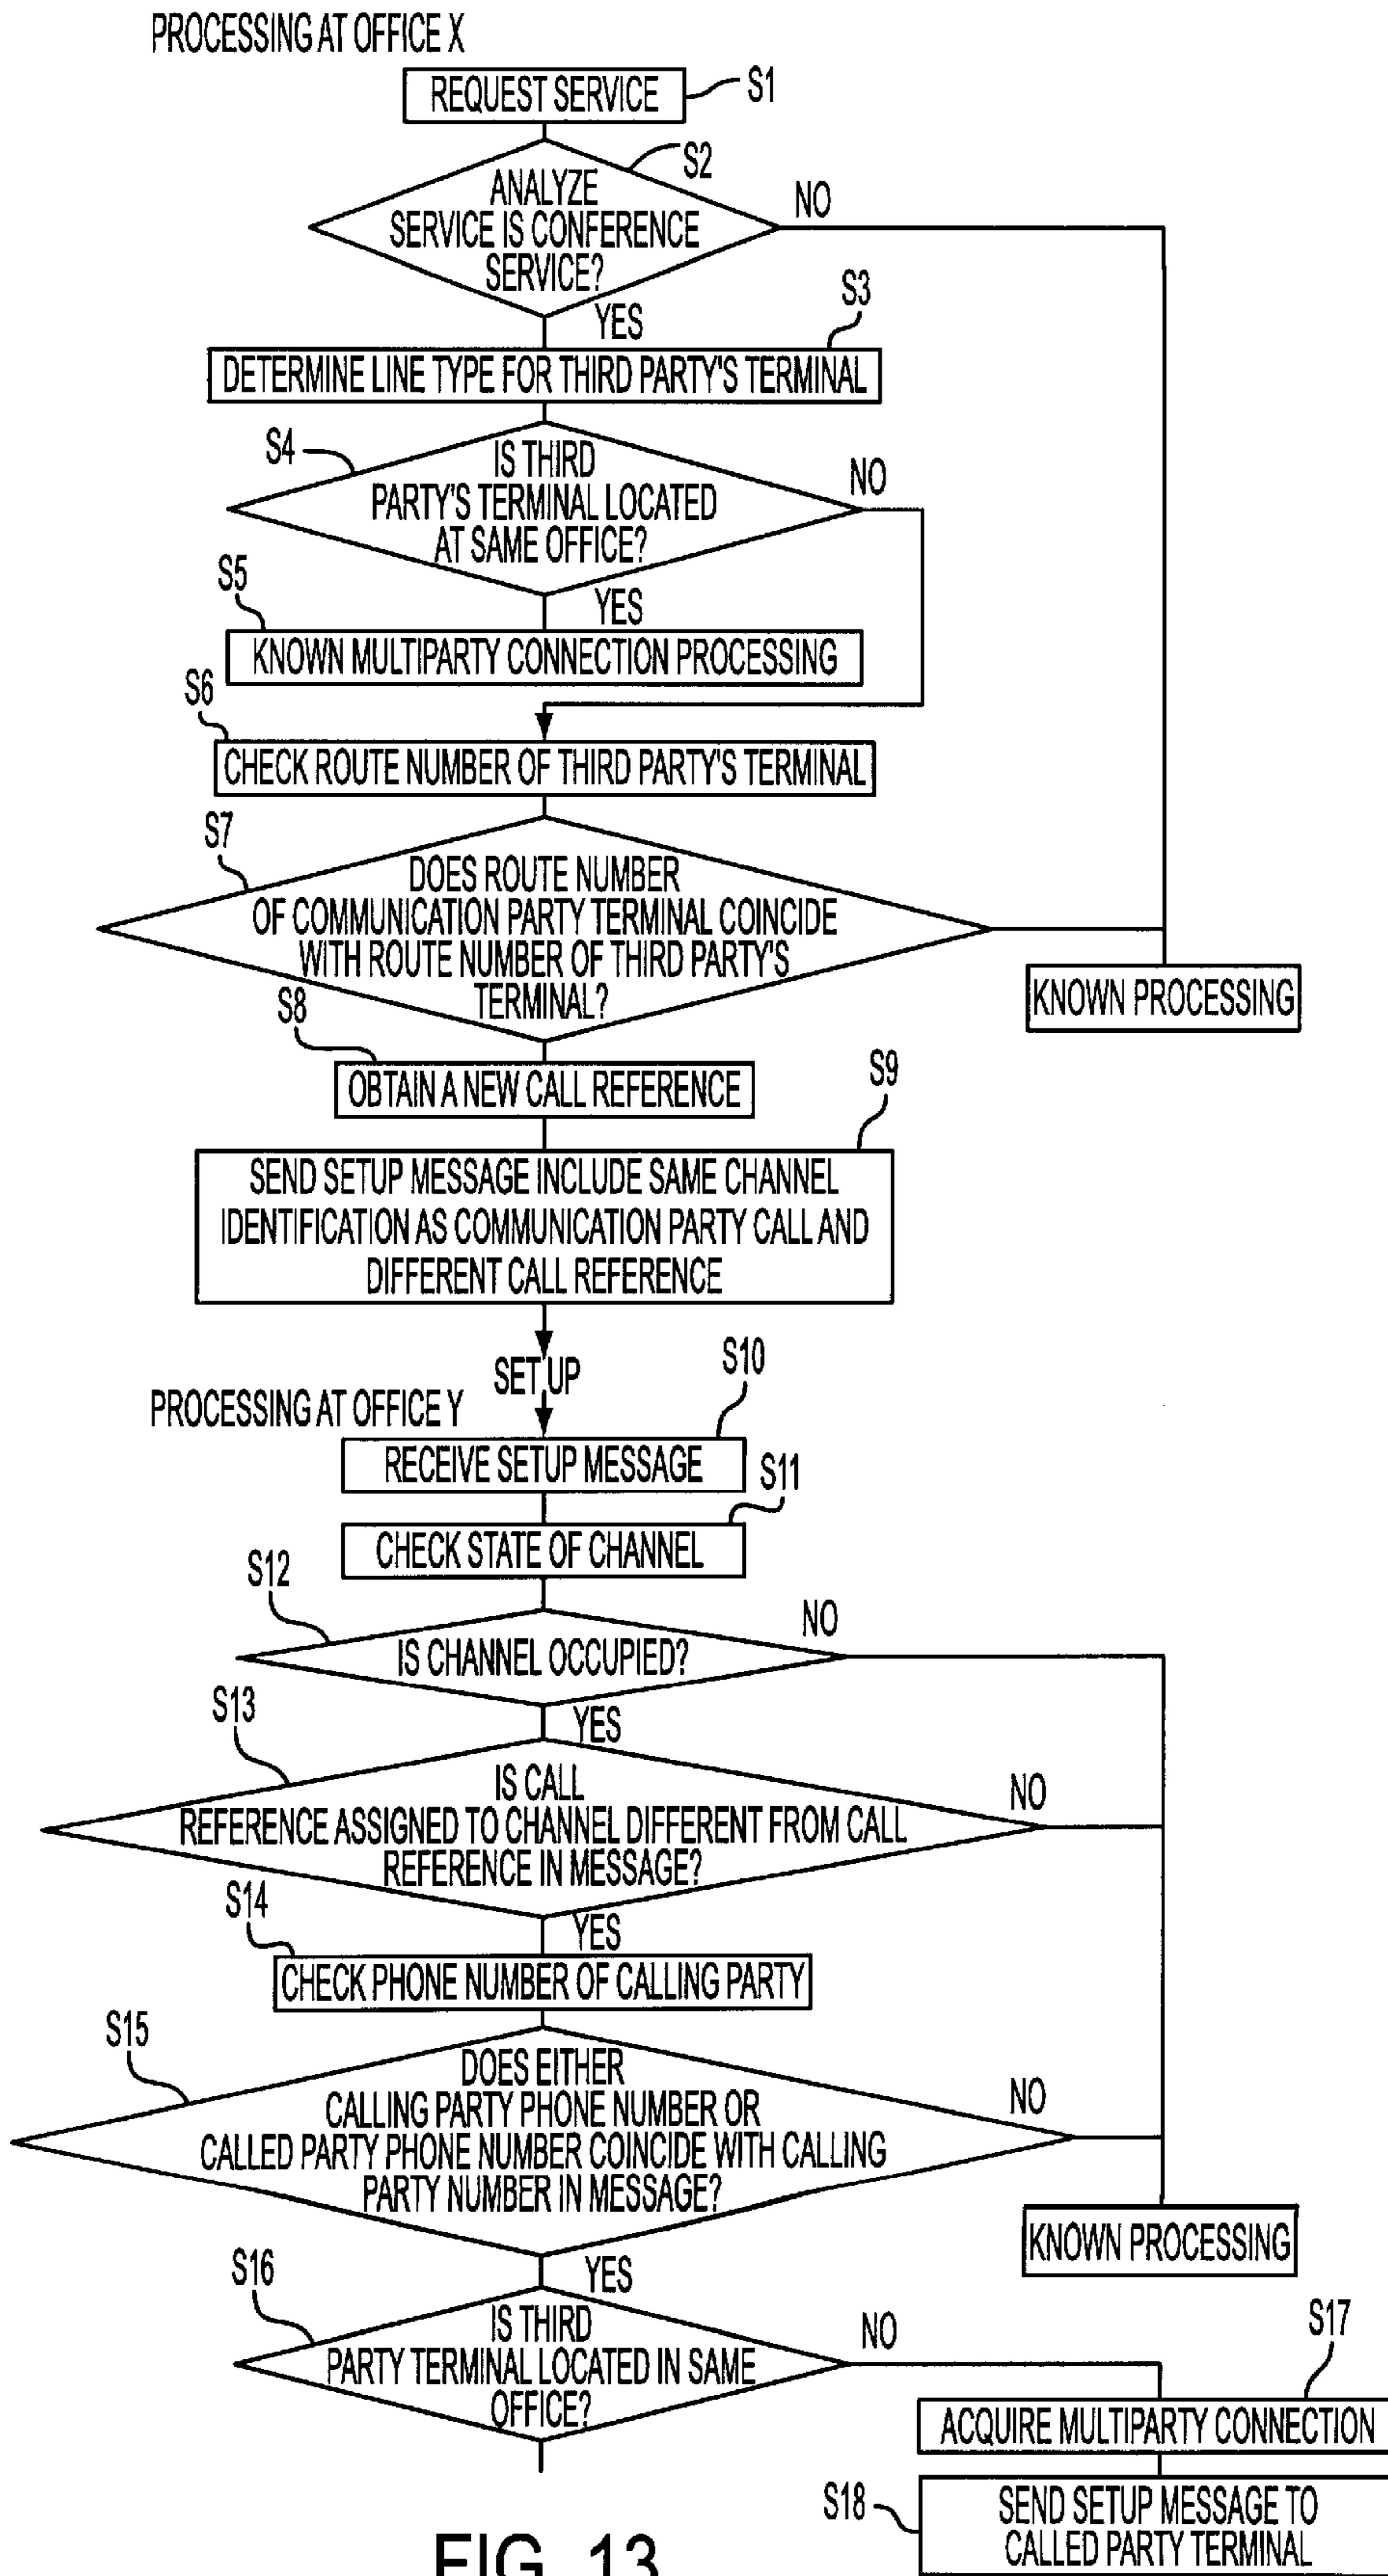 PROCESSING AT OFFICE X
REQUEST SERVICE
S1
S2
ANALYZE
SERVICE IS CONFERENCE
SERVICE?
NO
YES
S3
DETERMINE LINE TYPE FOR THIRD PARTY'S TERMINAL
S4
IS THIRD
PARTY'S TERMINAL LOCATED
AT SAME OFFICE?
NO
S5
YES
KNOWN MULTIPARTY CONNECTION PROCESSING
S6
CHECK ROUTE NUMBER OF THIRD PARTY'S TERMINAL
S7
DOES ROUTE NUMBER
OF COMMUNICATION PARTY TERMINAL COINCIDE
WITH ROUTE NUMBER OF THIRD PARTY'S
TERMINAL?
KNOWN PROCESSING
S8
OBTAIN A NEW CALL REFERENCE
S9
SEND SETUP MESSAGE INCLUDE SAME CHANNEL
IDENTIFICATION AS COMMUNICATION PARTY CALL AND
DIFFERENT CALL REFERENCE
SET UP
PROCESSING AT OFFICE Y
S10
RECEIVE SETUP MESSAGE
S11
CHECK STATE OF CHANNEL
S12
IS CHANNEL OCCUPIED?
NO
YES
S13
IS CALL
REFERENCE ASSIGNED TO CHANNEL DIFFERENT FROM CALL
REFERENCE IN MESSAGE?
NO
S14
YES
CHECK PHONE NUMBER OF CALLING PARTY
S15
DOES EITHER
CALLING PARTY PHONE NUMBER OR
CALLED PARTY PHONE NUMBER COINCIDE WITH CALLING
PARTY NUMBER IN MESSAGE?
NO
KNOWN PROCESSING
YES
S16
IS THIRD
PARTY TERMINAL LOCATED IN SAME
OFFICE?
NO
S17
ACQUIRE MULTIPARTY CONNECTION
S18
SEND SETUP MESSAGE TO
CALLED PARTY TERMINAL
FIG. 13